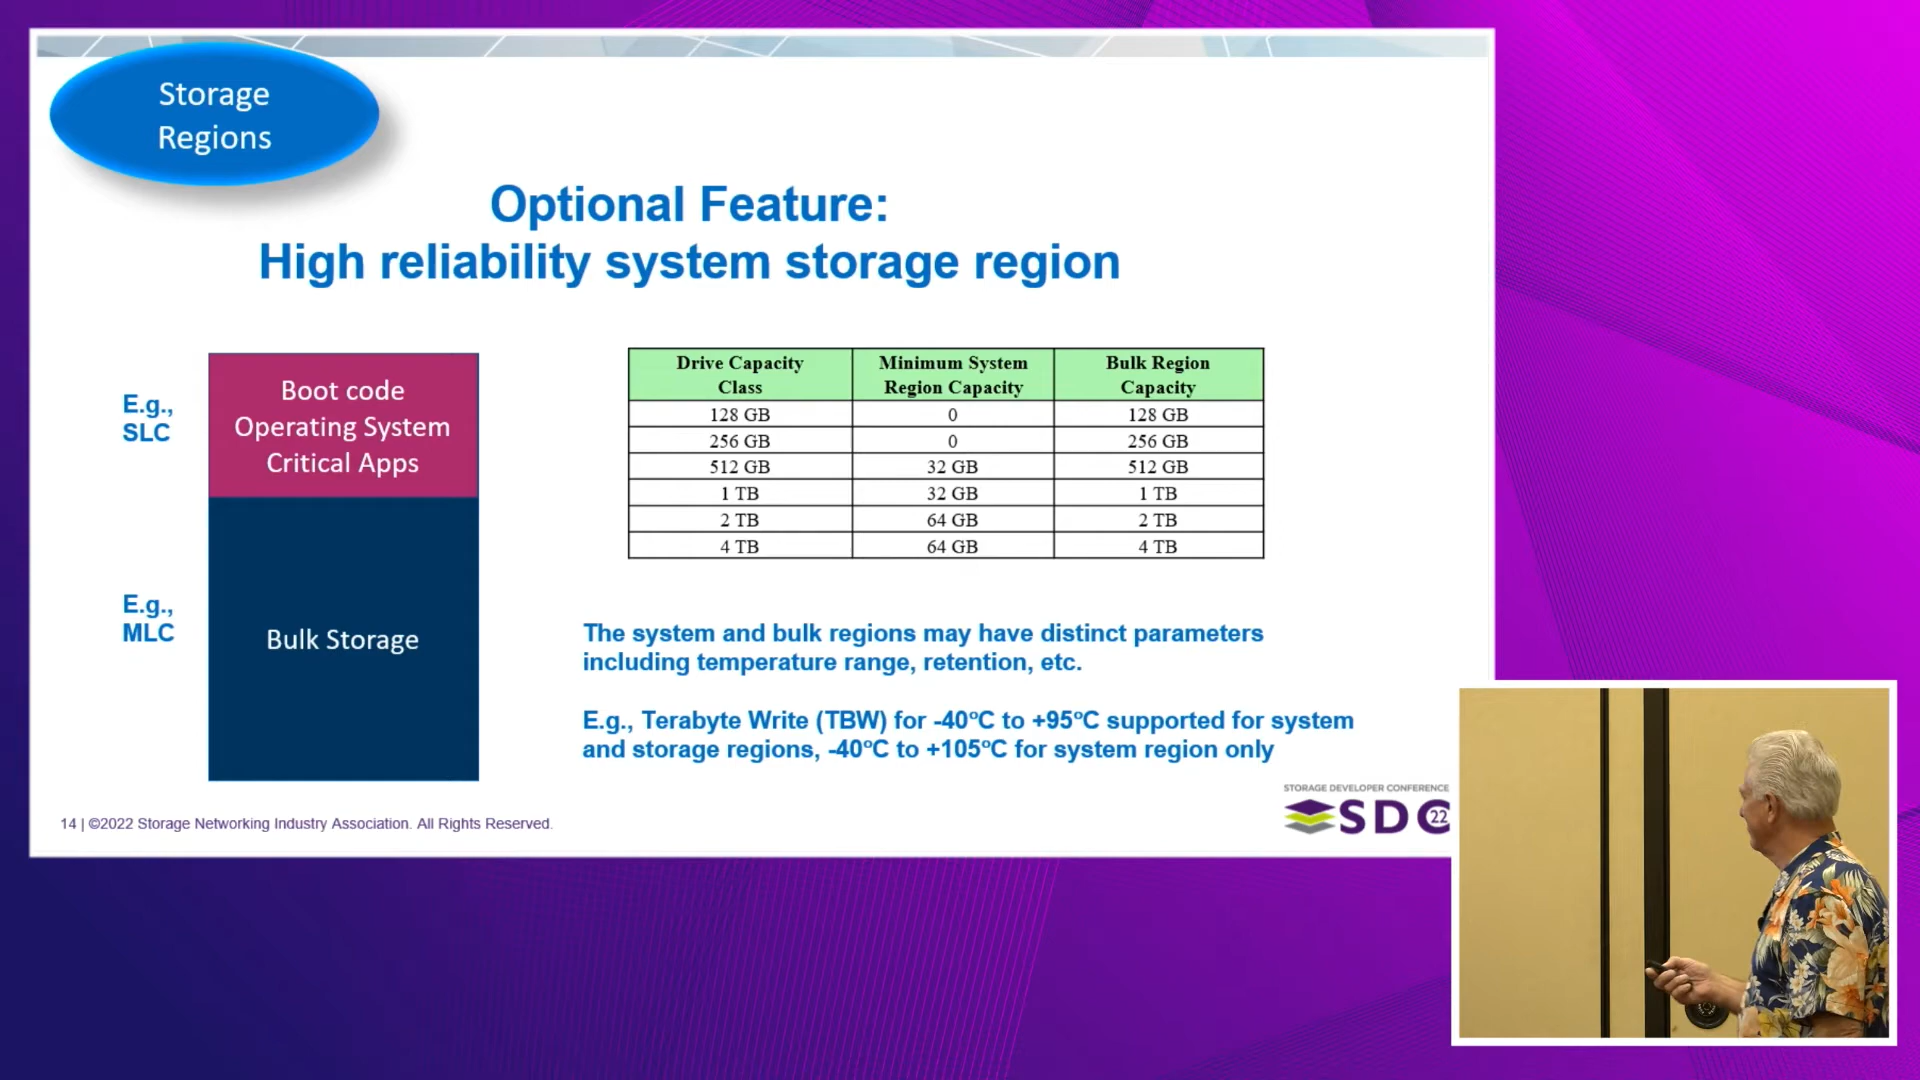 Storage
Regions
Optional Feature:
High reliability system storage region
E.g.,
SLC
Boot code
Operating System
Critical Apps
E.g.,
MLC
Bulk Storage
Drive Capacity Class | Minimum System Region Capacity | Bulk Region Capacity
128 GB | 0 | 128 GB
256 GB | 0 | 256 GB
512 GB | 32 GB | 512 GB
1 TB | 32 GB | 1 TB
2 TB | 64 GB | 2 TB
4 TB | 64 GB | 4 TB
The system and bulk regions may have distinct parameters
including temperature range, retention, etc.
E.g., Terabyte Write (TBW) for -40°C to +95°C supported for system
and storage regions, -40°C to +105°C for system region only
14 | ©2022 Storage Networking Industry Association. All Rights Reserved.
STORAGE DEVELOPER CONFERENCE
SDC 22